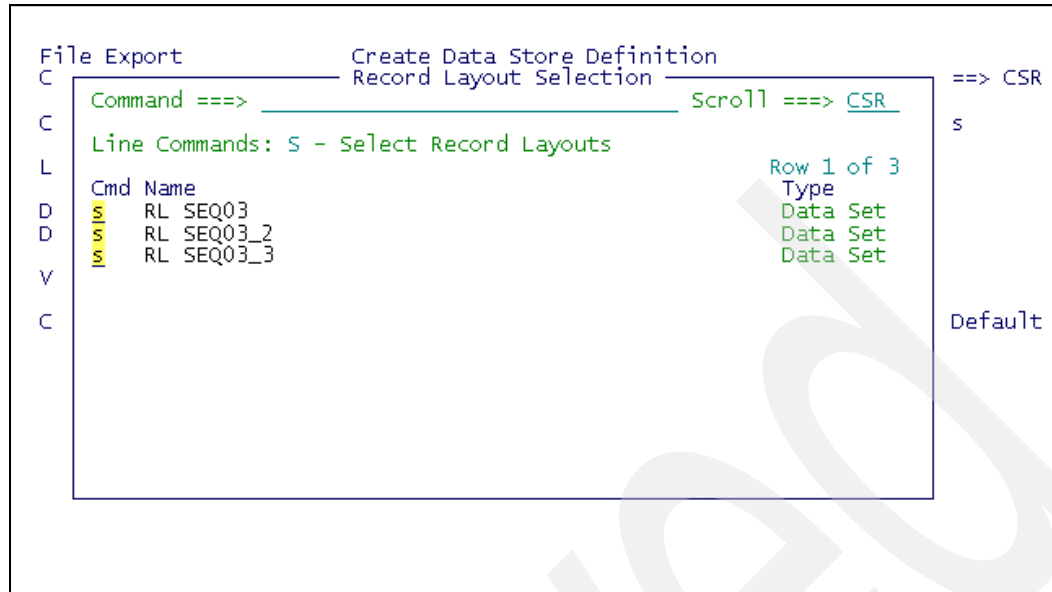 File Export Create Data Store Definition
C Record Layout Selection ==> CSR
Command ===> Scroll ===> CSR
C s
Line Commands: S - Select Record Layouts
L Row 1 of 3
Cmd Name Type
D s RL SEQ03 Data Set
D s RL SEQ03_2 Data Set
s RL SEQ03_3 Data Set
V
C Default